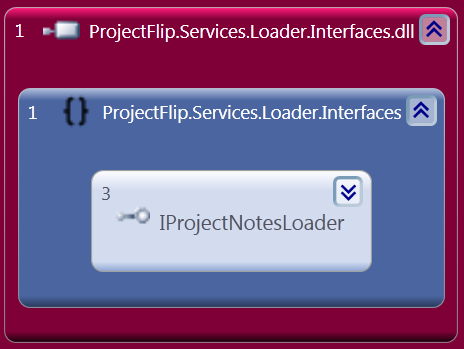 1 ProjectFlip.Services.Loader.Interfaces.dll
1 {} ProjectFlip.Services.Loader.Interfaces
3
IProjectNotesLoader